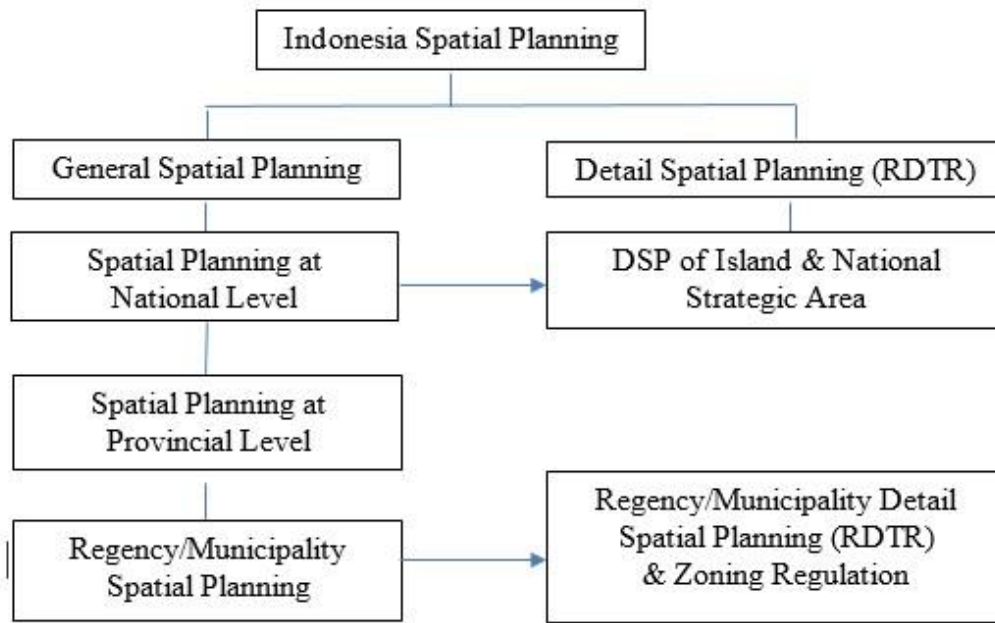 Indonesia Spatial Planning
General Spatial Planning
Detail Spatial Planning (RDTR)
Spatial Planning at
National Level
DSP of Island & National
Strategic Area
Spatial Planning at
Provincial Level
Regency/Municipality
Spatial Planning
Regency/Municipality Detail
Spatial Planning (RDTR)
& Zoning Regulation